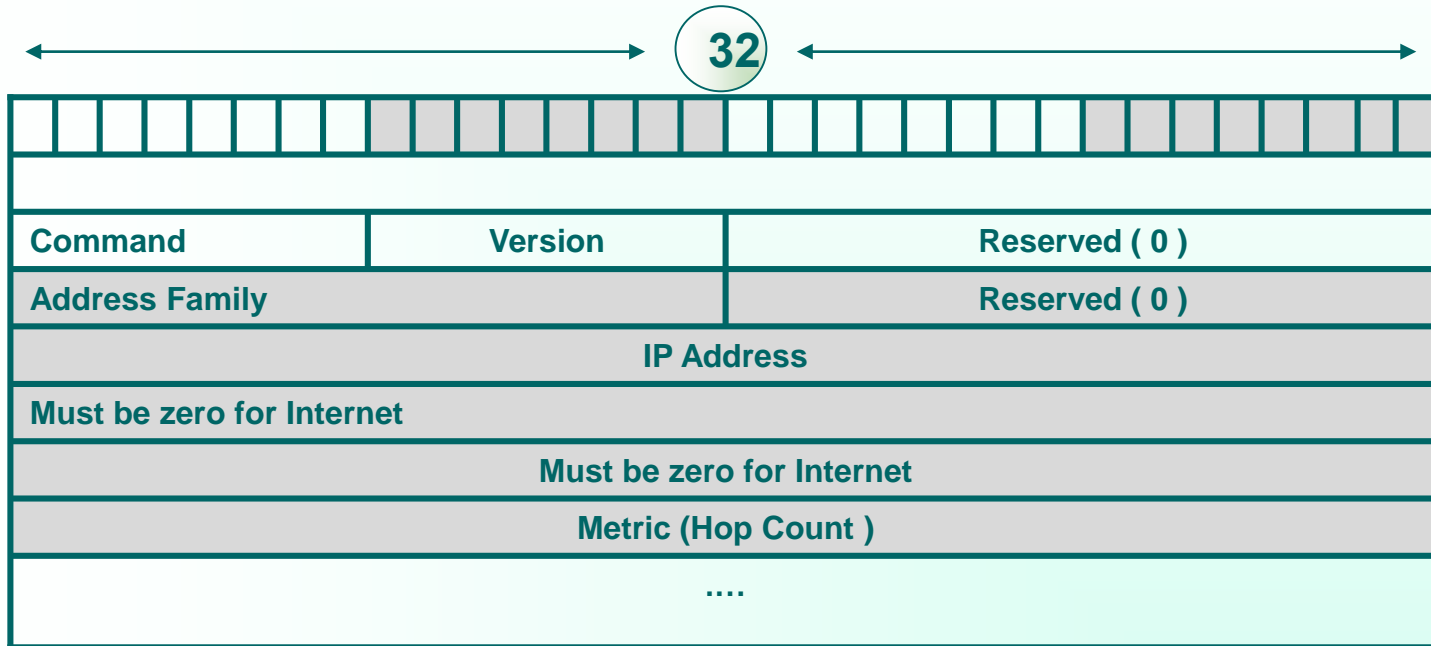 32
Command Version Reserved ( 0 )
Address Family Reserved ( 0 )
IP Address
Must be zero for Internet
Must be zero for Internet
Metric (Hop Count )
....